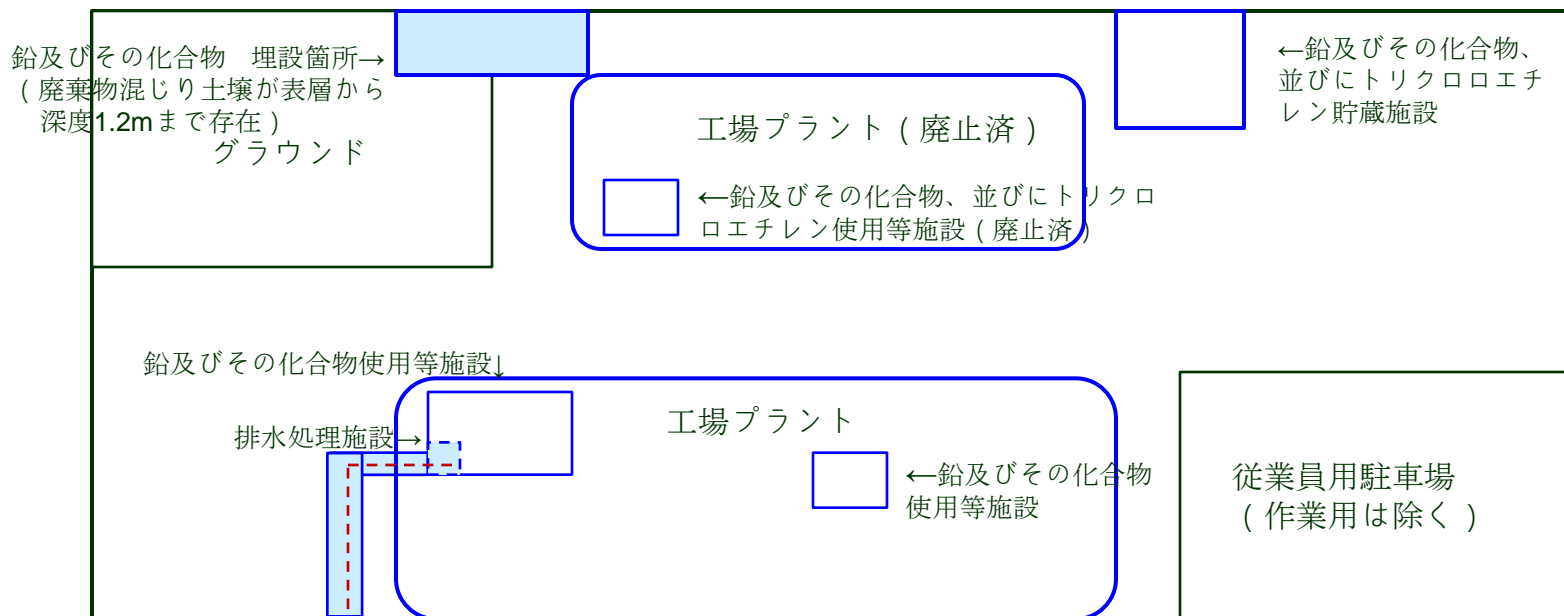 鉛及びその化合物　埋設箇所→
(廃棄物混じり土壌が表層から
深度1.2mまで存在)
グラウンド
工場プラント(廃止済)
←鉛及びその化合物、並びにトリクロ
ロエチレン使用等施設(廃止済)
←鉛及びその化合物、
並びにトリクロロエチ
レン貯蔵施設
鉛及びその化合物使用等施設↓
排水処理施設→
工場プラント
←鉛及びその化合物
使用等施設
従業員用駐車場
(作業用は除く)